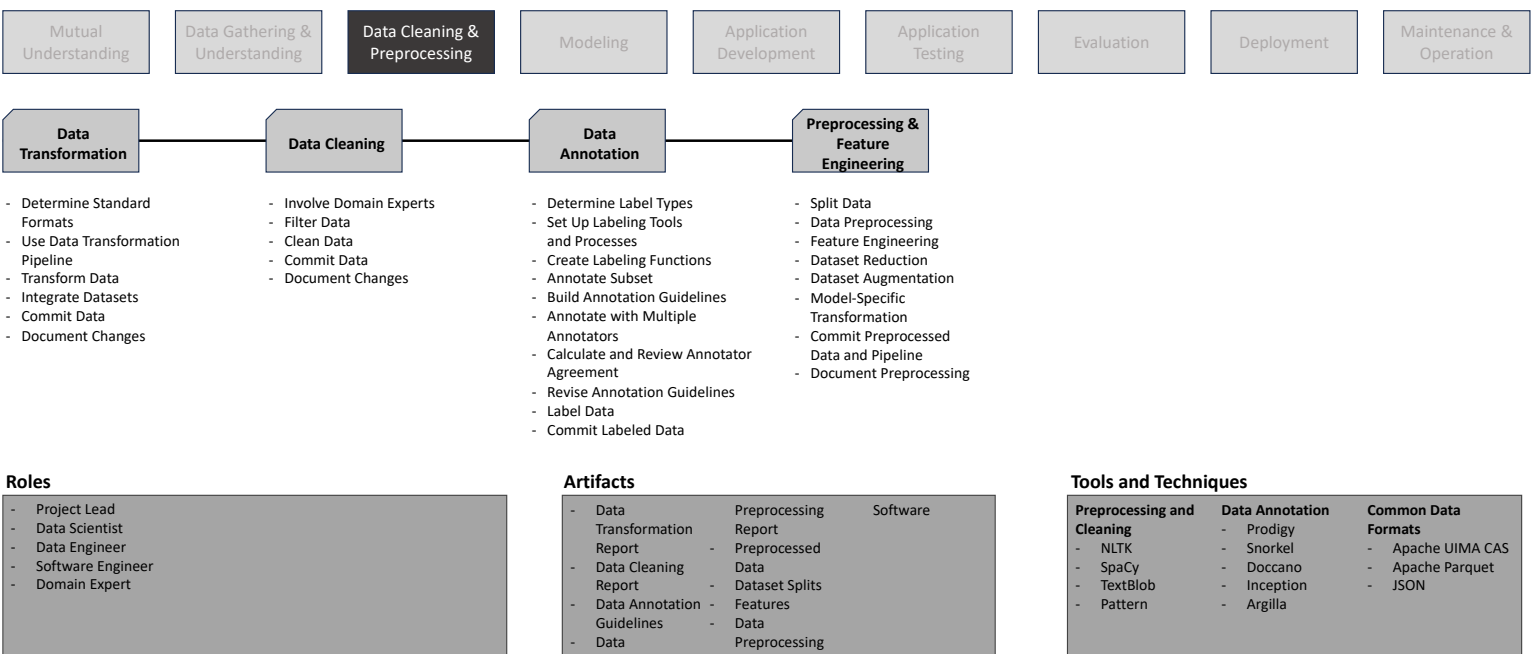 Mutual
Understanding
Data Gathering &
Understanding
Data Cleaning &
Preprocessing
Modeling
Application
Development
Application
Testing
Evaluation
Deployment
Maintenance &
Operation
Data
Transformation
Data Cleaning
Data
Annotation
Preprocessing &
Feature
Engineering
- Determine Standard
Formats
- Use Data Transformation
Pipeline
- Transform Data
- Integrate Datasets
- Commit Data
- Document Changes
- Involve Domain Experts
- Filter Data
- Clean Data
- Commit Data
- Document Changes
- Determine Label Types
- Set Up Labeling Tools
and Processes
- Create Labeling Functions
- Annotate Subset
- Build Annotation Guidelines
- Annotate with Multiple
Annotators
- Calculate and Review Annotator
Agreement
- Revise Annotation Guidelines
- Label Data
- Commit Labeled Data
- Split Data
- Data Preprocessing
- Feature Engineering
- Dataset Reduction
- Dataset Augmentation
- Model-Specific
Transformation
- Commit Preprocessed
Data and Pipeline
- Document Preprocessing
Roles
- Project Lead
- Data Scientist
- Data Engineer
- Software Engineer
- Domain Expert
Artifacts
- Data
Transformation
Report
- Data Cleaning
Report
- Data Annotation
Guidelines
- Data
Preprocessing
Report
- Preprocessed
Data
- Dataset Splits
- Features
- Data
Preprocessing
Software
Tools and Techniques
Preprocessing and
Cleaning
- NLTK
- SpaCy
- TextBlob
- Pattern
Data Annotation
- Prodigy
- Snorkel
- Doccano
- Inception
- Argilla
Common Data
Formats
- Apache UIMA CAS
- Apache Parquet
- JSON